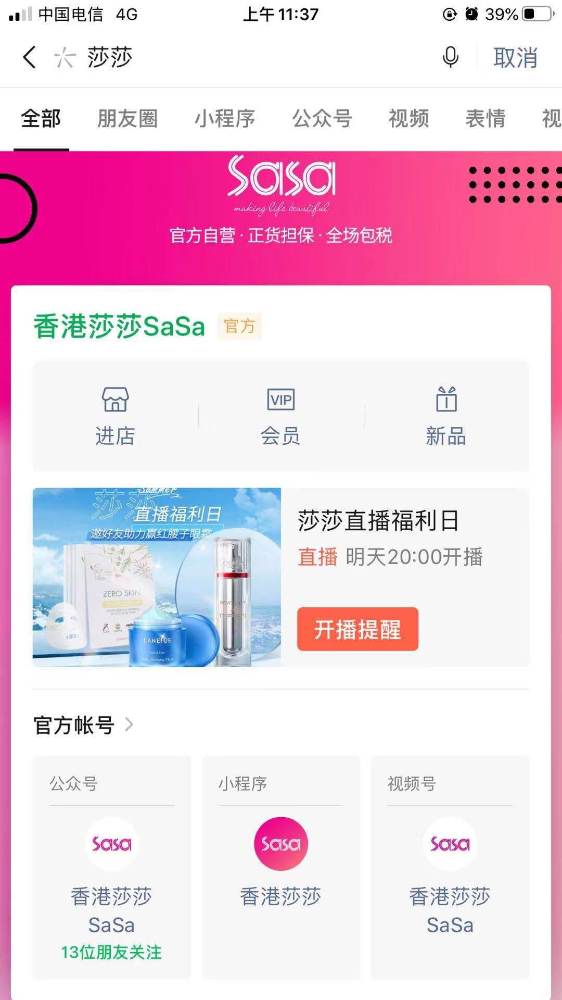 中国电信 4G 上午11:37 39%
莎莎 取消
全部 朋友圈 小程序 公众号 视频 表情 视
sasa
making life beautiful
官方自营·正货担保·全场包税
香港莎莎SaSa 官方
VIP
进店 会员 新品
Summer
莎莎
直播福利日
邀好友助力赢红腰子眼霜
ZERO SKIN
LANEIGE
Special Care
Water Sleeping Mask
REVITALIFT
莎莎直播福利日
直播 明天20:00开播
开播提醒
官方帐号
公众号 小程序 视频号
sasa sasa sasa
香港莎莎 香港莎莎 香港莎莎
SaSa SaSa
13位朋友关注